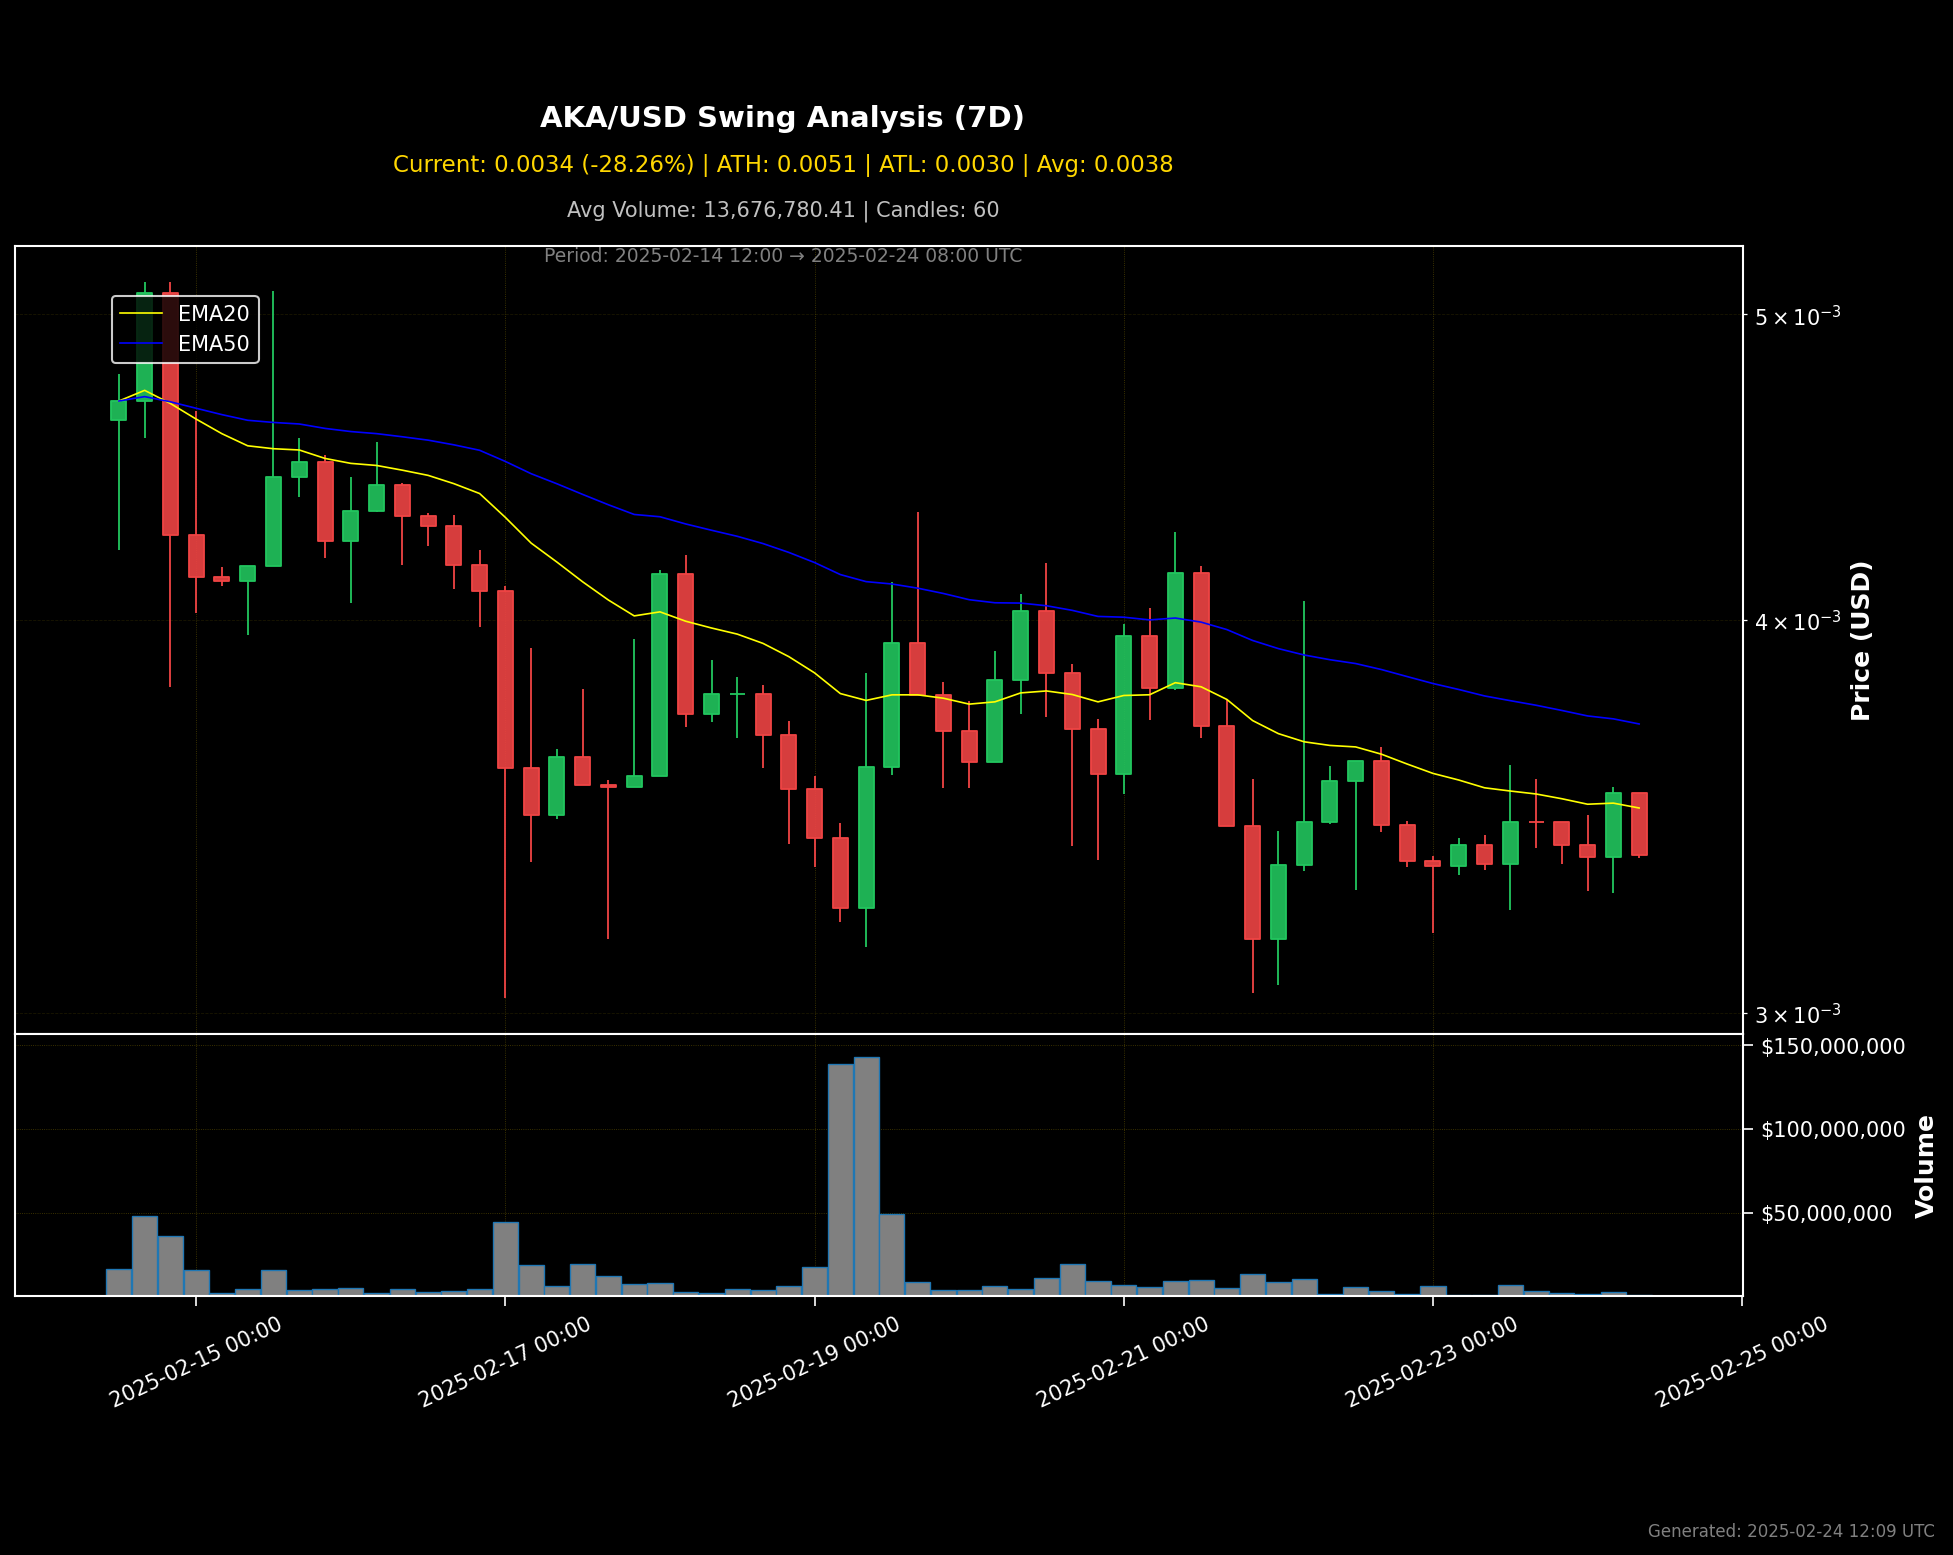 AKA/USD Swing Analysis (7D)
Current: 0.0034 (-28.26%) | ATH: 0.0051 | ATL: 0.0030 | Avg: 0.0038
Avg Volume: 13,676,780.41 | Candles: 60
Period: 2025-02-14 12:00 → 2025-02-24 08:00 UTC
EMA20
EMA50
5 × 10⁻³
4 × 10⁻³
3 × 10⁻³
Price (USD)
$150,000,000
$100,000,000
$50,000,000
Volume
2025-02-15 00:00
2025-02-17 00:00
2025-02-19 00:00
2025-02-21 00:00
2025-02-23 00:00
2025-02-25 00:00
Generated: 2025-02-24 12:09 UTC